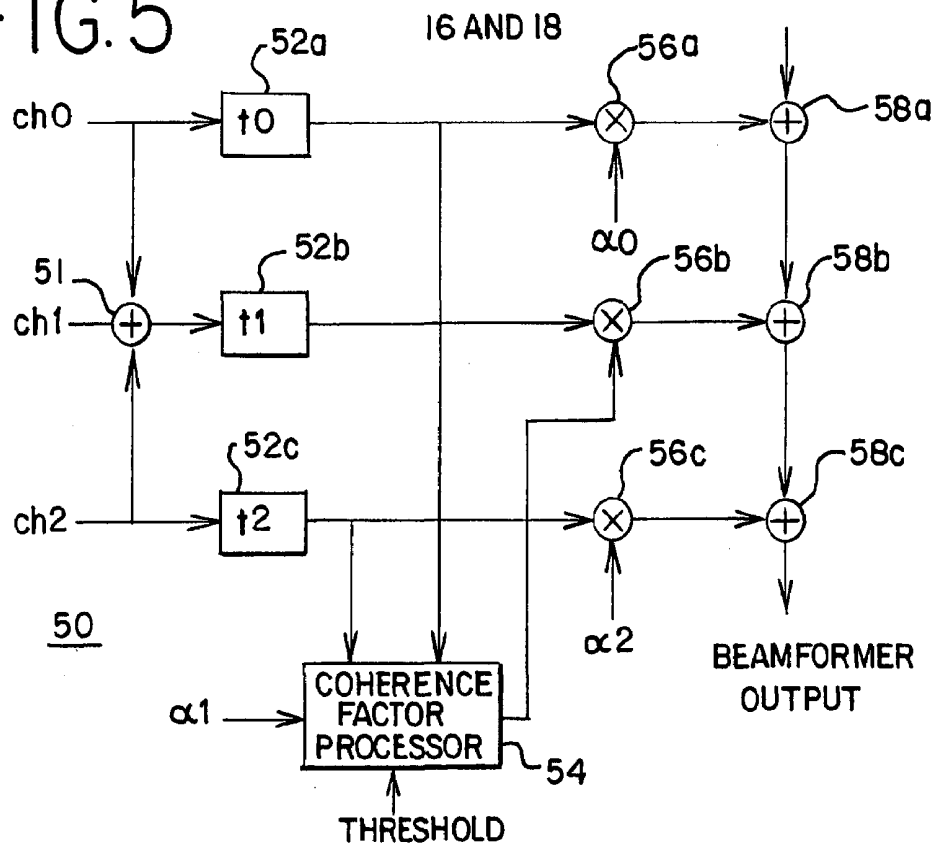 FIG. 5
16 AND 18
52a
56a
58a
ch0
t0
α0
52b
56b
58b
51
ch1
t1
52c
56c
58c
ch2
t2
α2
50
BEAMFORMER
OUTPUT
COHERENCE
FACTOR
PROCESSOR
α1
54
THRESHOLD